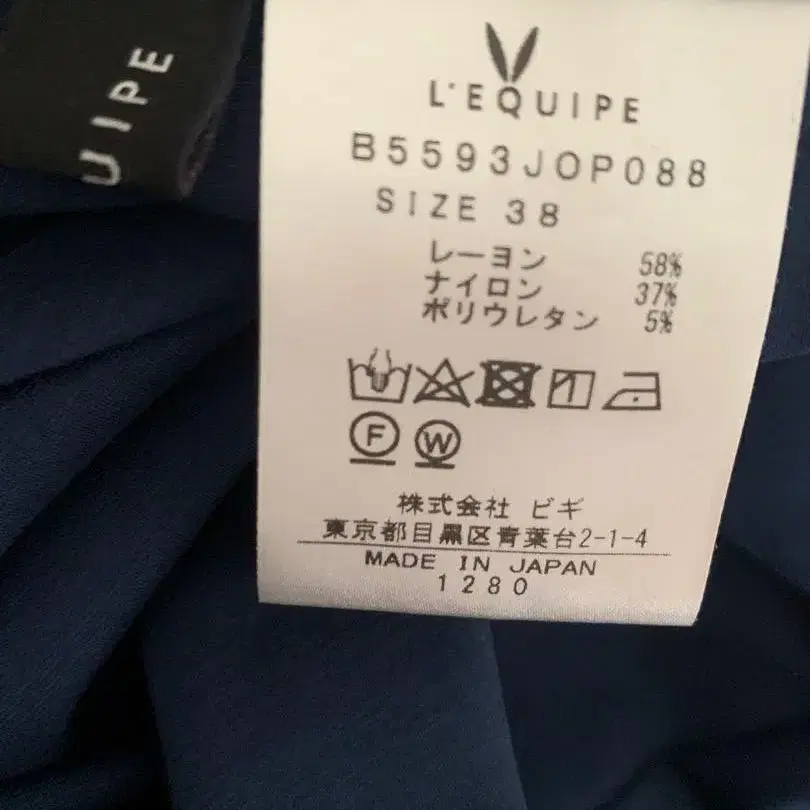 UIPE
L'EQUIPE
B5593JOP088
SIZE 38
レーヨン 58%
ナイロン 37%
ポリウレタン 5%
F W
株式会社 ビギ
東京都目黒区青葉台2-1-4
MADE IN JAPAN
1280